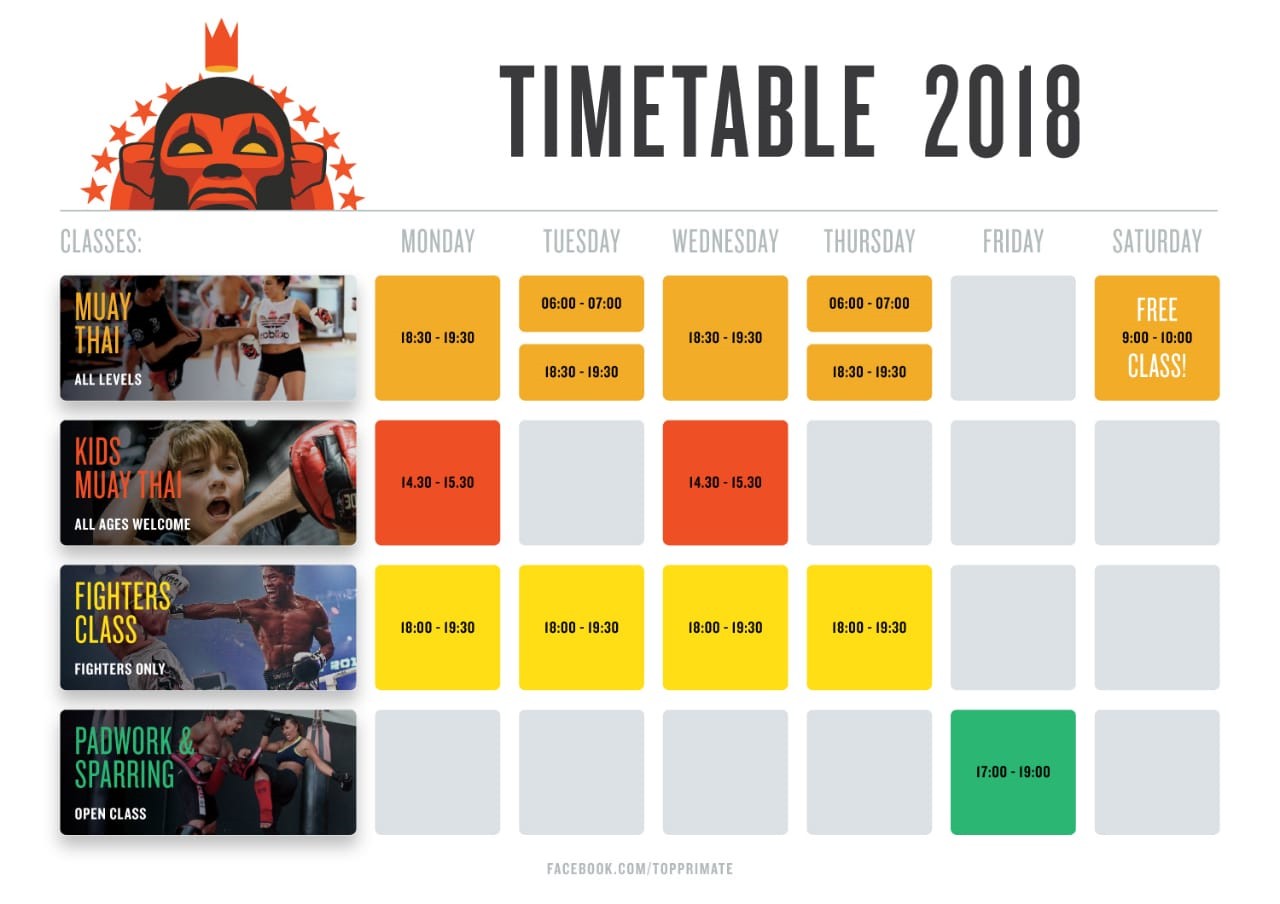 TIMETABLE 2018
CLASSES:
MONDAY
TUESDAY
WEDNESDAY
THURSDAY
FRIDAY
SATURDAY
MUAY
THAI
ALL LEVELS
18:30 - 19:30
06:00 - 07:00
18:30 - 19:30
18:30 - 19:30
06:00 - 07:00
18:30 - 19:30
FREE
9:00 - 10:00
CLASS!
KIDS
MUAY THAI
ALL AGES WELCOME
14.30 - 15.30
14.30 - 15.30
FIGHTERS
CLASS
FIGHTERS ONLY
18:00 - 19:30
18:00 - 19:30
18:00 - 19:30
18:00 - 19:30
PADWORK &
SPARRING
OPEN CLASS
17:00 - 19:00
FACEBOOK.COM/TOPPRIMATE